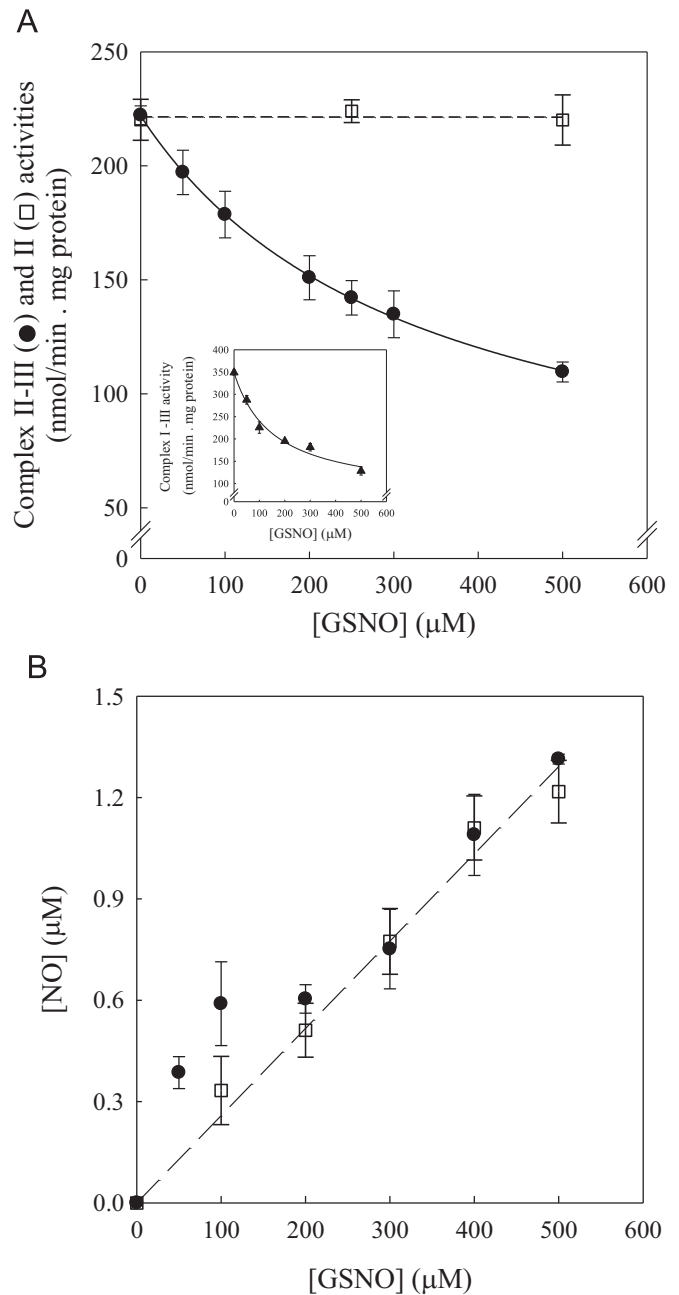 A
Complex II-III (●) and II (□) activities
(nmol/min . mg protein)
250
200
150
100
50
0
0 100 200 300 400 500 600
[GSNO] (μM)
Complex I -III activity
(nmol/min . mg protein)
400
350
300
250
200
150
100
0
0 100 200 300 400 500 600
[GSNO] (μM)
B
[NO] (μM)
1.5
1.2
0.9
0.6
0.3
0.0
0 100 200 300 400 500 600
[GSNO] (μM)